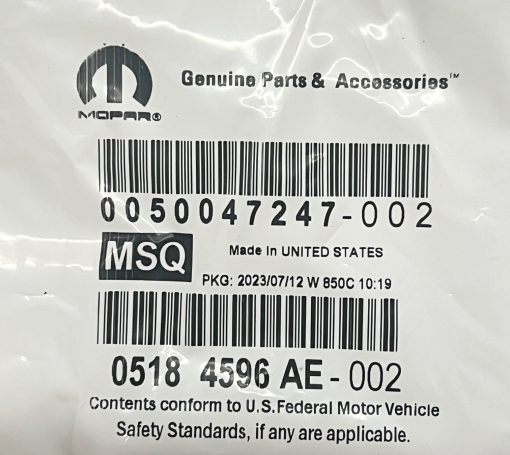 Genuine Parts & Accessories™
MOPAR®
0050047247-002
MSQ
Made In UNITED STATES
PKG: 2023/07/12 W 850C 10:19
0518 4596 AE-002
Contents conform to U.S.Federal Motor Vehicle
Safety Standards, if any are applicable.